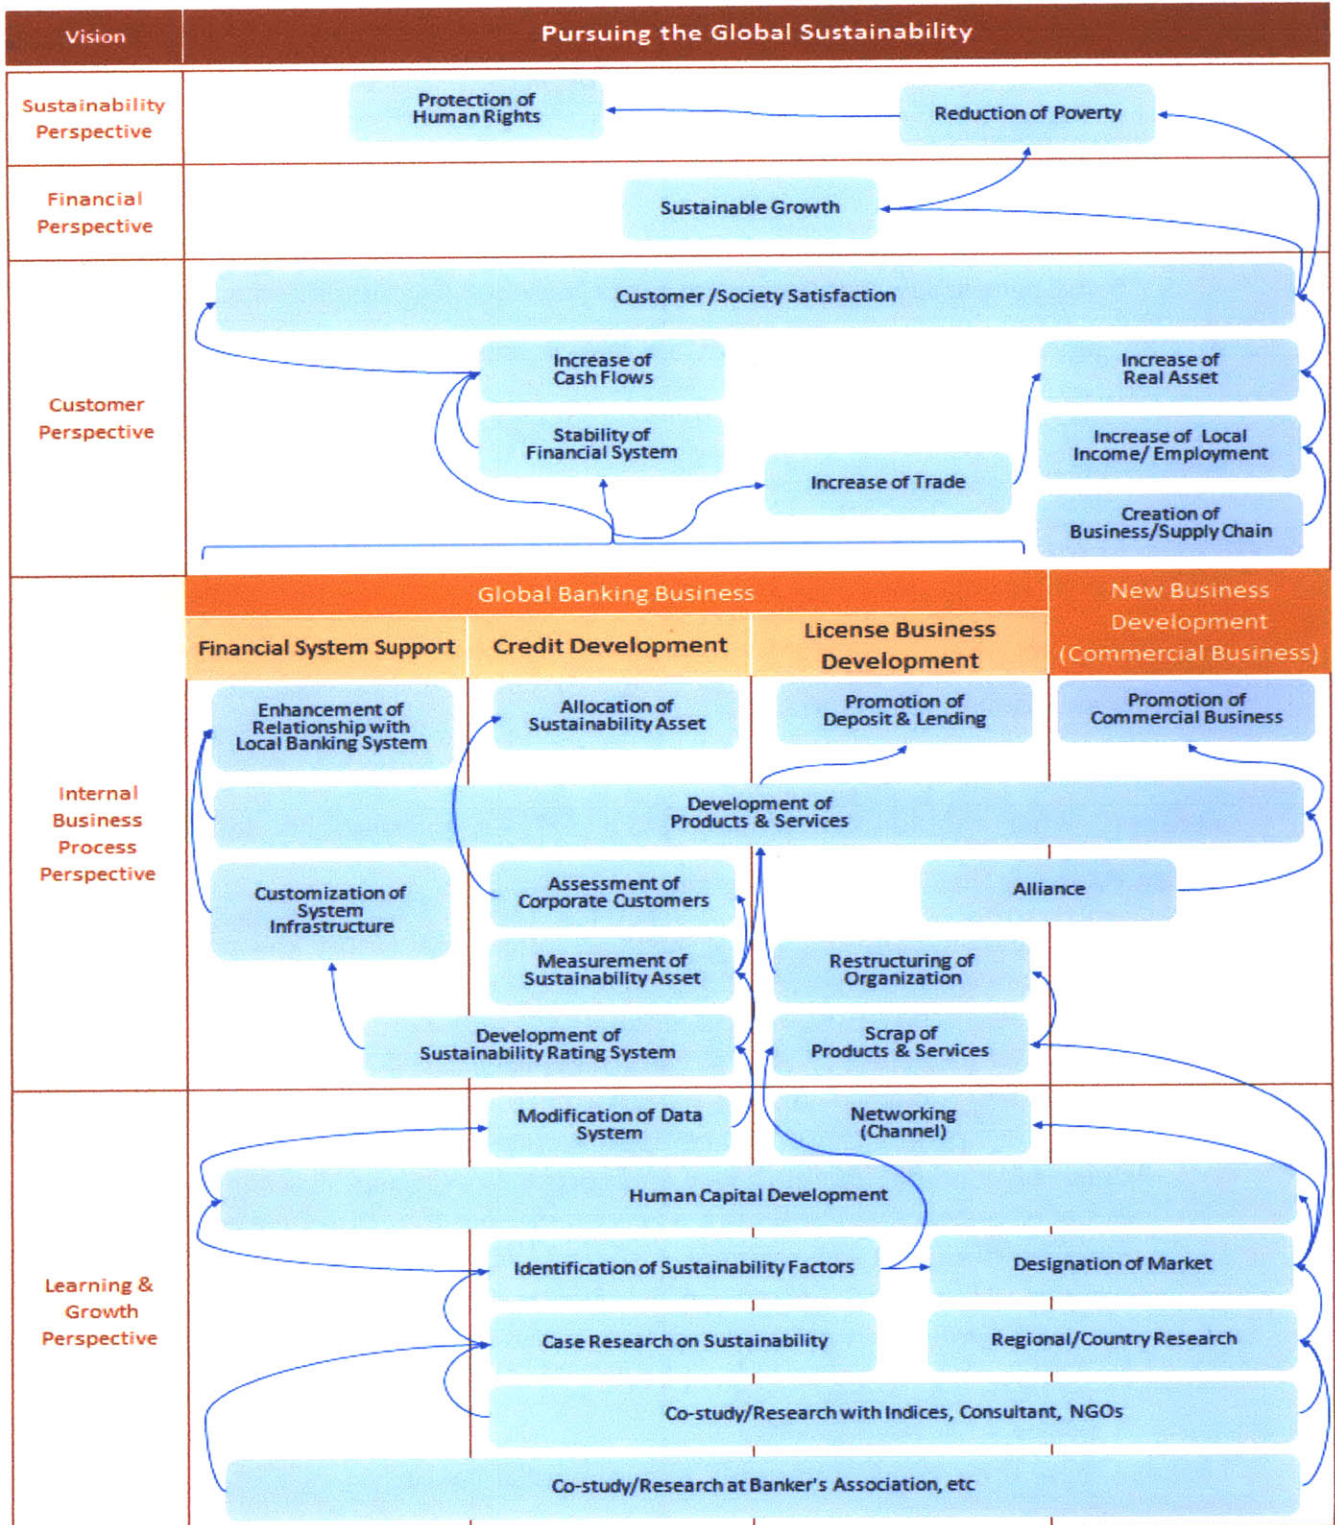 Vision
Pursuing the Global Sustainability
Sustainability
Perspective
Protection of
Human Rights
Reduction of Poverty
Financial
Perspective
Sustainable Growth
Customer
Perspective
Customer /Society Satisfaction
Increase of
Cash Flows
Increase of
Real Asset
Stability of
Financial System
Increase of Local
Income/ Employment
Increase of Trade
Creation of
Business/Supply Chain
Internal
Business
Process
Perspective
Global Banking Business
New Business
Development
(Commercial Business)
Financial System Support
Credit Development
License Business
Development
Enhancement of
Relationship with
Local Banking System
Allocation of
Sustainability Asset
Promotion of
Deposit & Lending
Promotion of
Commercial Business
Development of
Products & Services
Customization of
System
Infrastructure
Assessment of
Corporate Customers
Alliance
Measurement of
Sustainability Asset
Restructuring of
Organization
Development of
Sustainability Rating System
Scrap of
Products & Services
Learning &
Growth
Perspective
Modification of Data
System
Networking
(Channel)
Human Capital Development
Identification of Sustainability Factors
Designation of Market
Case Research on Sustainability
Regional/Country Research
Co-study/Research with Indices, Consultant, NGOs
Co-study/Research at Banker's Association, etc